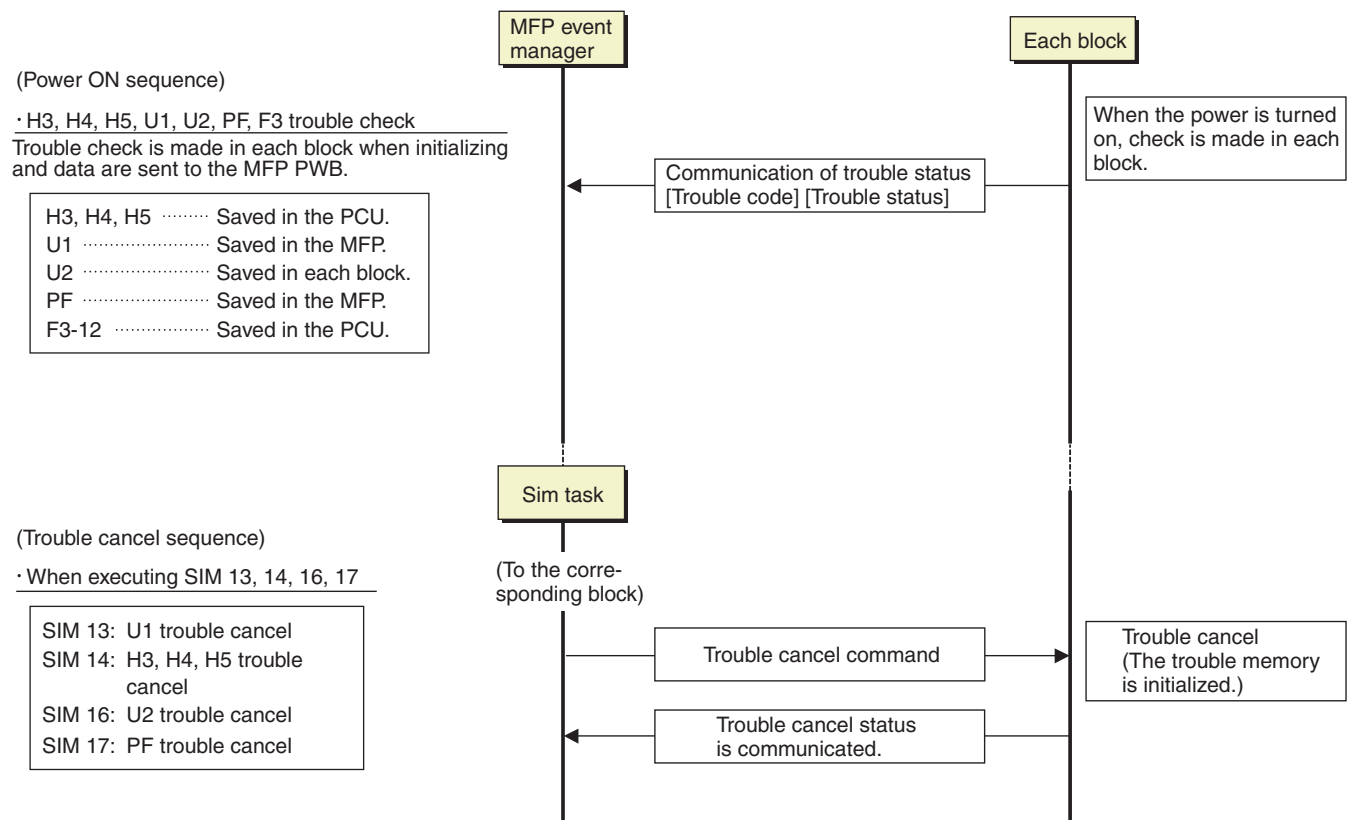 MFP event
manager
Each block
(Power ON sequence)
· H3, H4, H5, U1, U2, PF, F3 trouble check
Trouble check is made in each block when initializing
and data are sent to the MFP PWB.
When the power is turned
on, check is made in each
block.
Communication of trouble status
[Trouble code] [Trouble status]
H3, H4, H5 ········· Saved in the PCU.
U1 ······················· Saved in the MFP.
U2 ······················· Saved in each block.
PF ······················· Saved in the MFP.
F3-12 ·················· Saved in the PCU.
Sim task
(Trouble cancel sequence)
· When executing SIM 13, 14, 16, 17
(To the corre-
sponding block)
SIM 13: U1 trouble cancel
SIM 14: H3, H4, H5 trouble
cancel
SIM 16: U2 trouble cancel
SIM 17: PF trouble cancel
Trouble cancel command
Trouble cancel
(The trouble memory
is initialized.)
Trouble cancel status
is communicated.